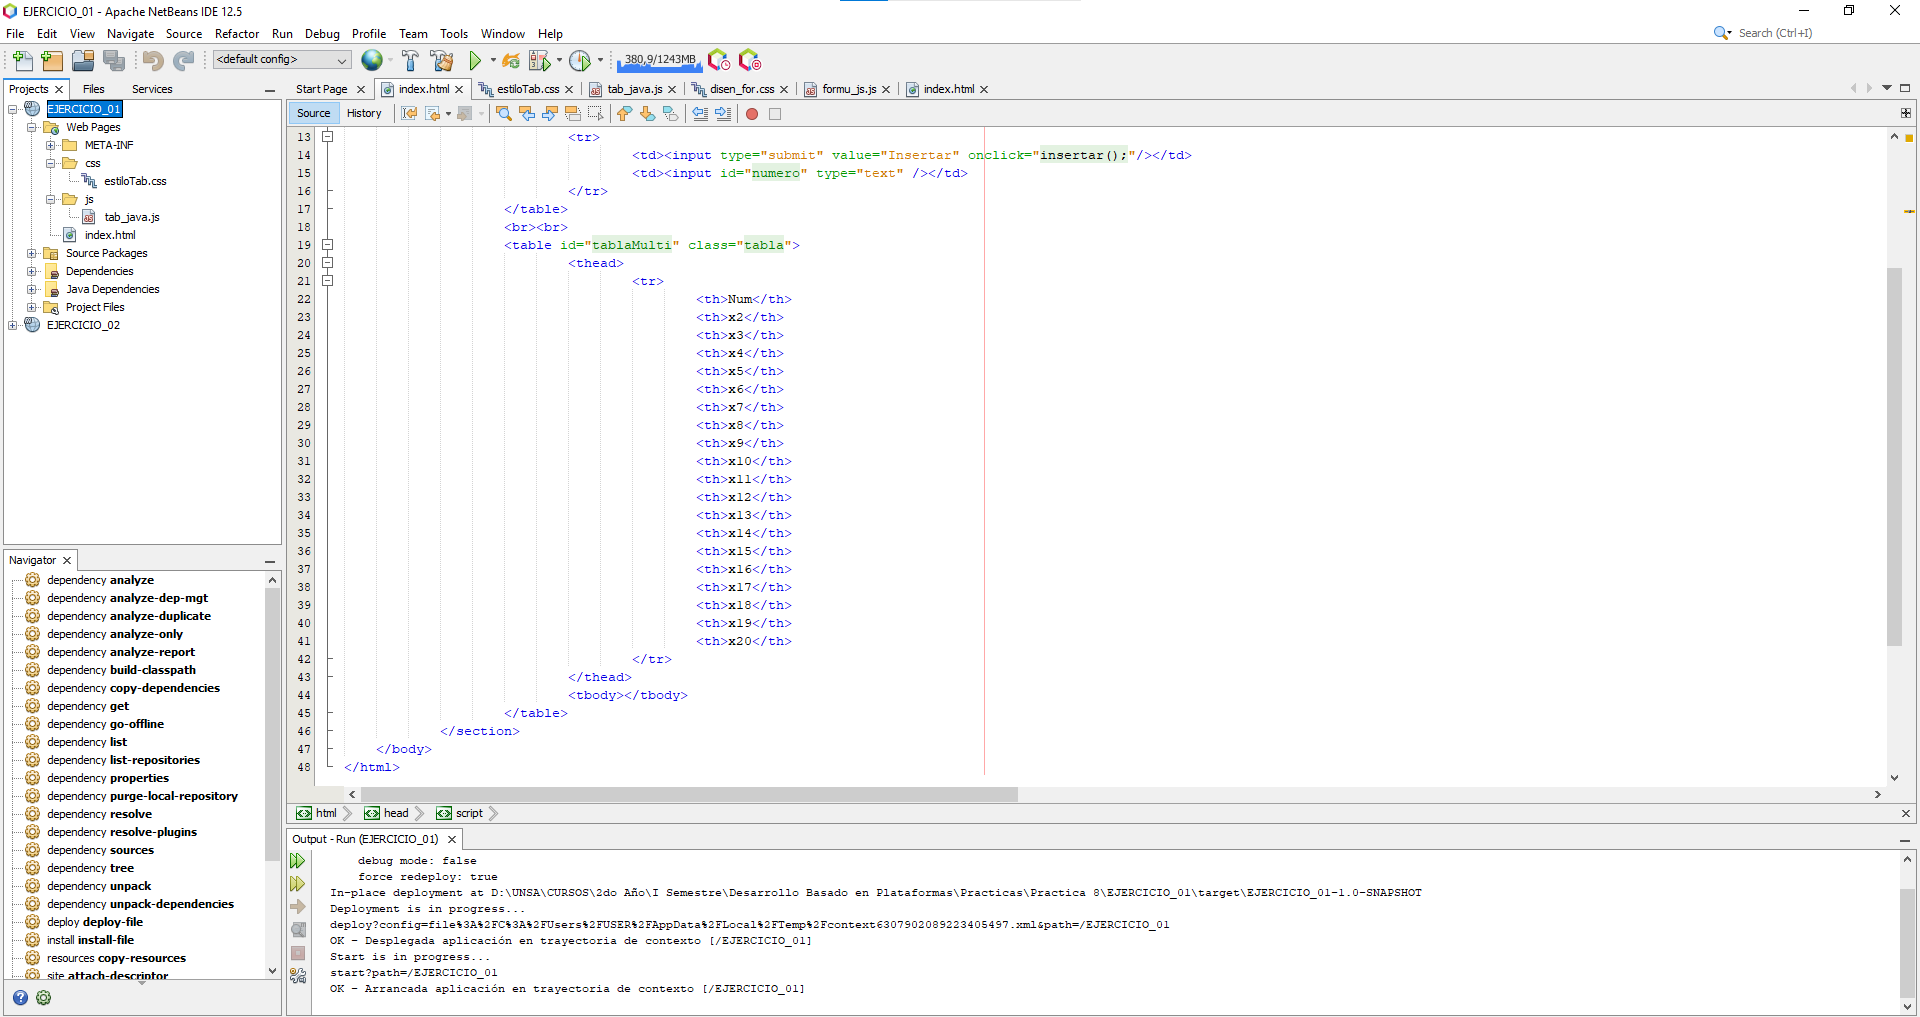 EJERCICIO_01 - Apache NetBeans IDE 12.5
File Edit View Navigate Source Refactor Run Debug Profile Team Tools Window Help
Search (Ctrl+I)
<default config>
380,9/1243MB
Projects Files Services
EJERCICIO_01
Web Pages
META-INF
css
estiloTab.css
js
tab_java.js
index.html
Source Packages
Dependencies
Java Dependencies
Project Files
EJERCICIO_02
Navigator
dependency analyze
dependency analyze-dep-mgt
dependency analyze-duplicate
dependency analyze-only
dependency analyze-report
dependency build-classpath
dependency copy-dependencies
dependency get
dependency go-offline
dependency list
dependency list-repositories
dependency properties
dependency purge-local-repository
dependency resolve
dependency resolve-plugins
dependency sources
dependency tree
dependency unpack
dependency unpack-dependencies
deploy deploy-file
install install-file
resources copy-resources
site attach-descriptor
Start Page index.html estiloTab.css tab_java.js disen_for.css formu_js.js index.html
Source History
13 <tr>
14 <td><input type="submit" value="Insertar" onclick="insertar();"/></td>
15 <td><input id="numero" type="text" /></td>
16 </tr>
17 </table>
18 <br><br>
19 <table id="tablaMulti" class="tabla">
20 <thead>
21 <tr>
22 <th>Num</th>
23 <th>x2</th>
24 <th>x3</th>
25 <th>x4</th>
26 <th>x5</th>
27 <th>x6</th>
28 <th>x7</th>
29 <th>x8</th>
30 <th>x9</th>
31 <th>x10</th>
32 <th>x11</th>
33 <th>x12</th>
34 <th>x13</th>
35 <th>x14</th>
36 <th>x15</th>
37 <th>x16</th>
38 <th>x17</th>
39 <th>x18</th>
40 <th>x19</th>
41 <th>x20</th>
42 </tr>
43 </thead>
44 <tbody></tbody>
45 </table>
46 </section>
47 </body>
48 </html>
html head script
Output - Run (EJERCICIO_01)
debug mode: false
force redeploy: true
In-place deployment at D:\UNSA\CURSOS\2do Año\I Semestre\Desarrollo Basado en Plataformas\Practicas\Practica 8\EJERCICIO_01\target\EJERCICIO_01-1.0-SNAPSHOT
Deployment is in progress...
deploy?config=file%3A%2FC%3A%2FUsers%2FUSER%2FAppData%2FLocal%2FTemp%2Fcontext6307902089223405497.xml&path=/EJERCICIO_01
OK - Desplegada aplicación en trayectoria de contexto [/EJERCICIO_01]
Start is in progress...
start?path=/EJERCICIO_01
OK - Arrancada aplicación en trayectoria de contexto [/EJERCICIO_01]